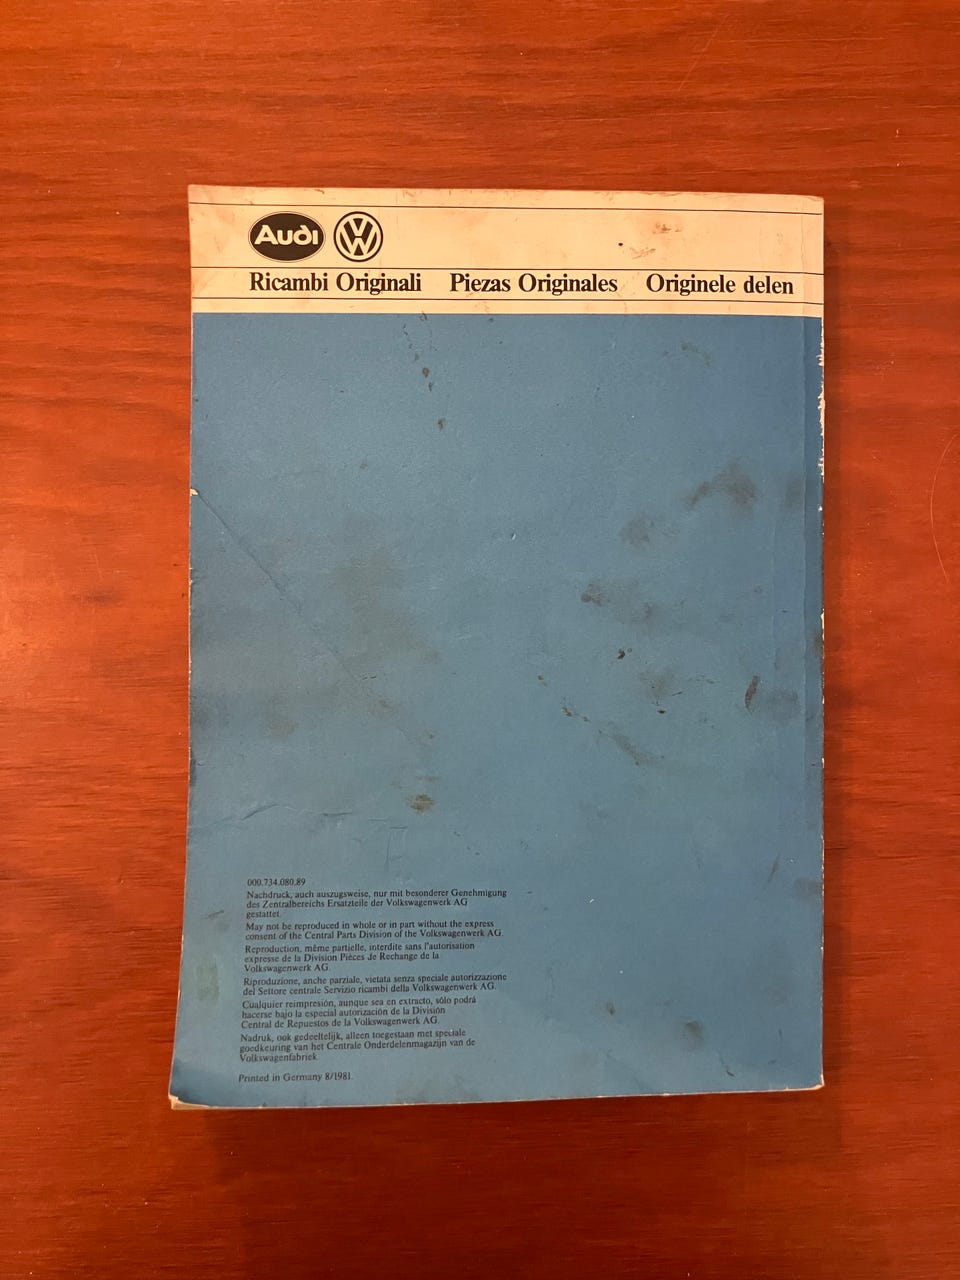 Audi VW
Ricambi Originali Piezas Originales Originele delen
000.734.080.89
Nachdruck, auch auszugsweise, nur mit besonderer Genehmigung
des Zentralbereichs Ersatzteile der Volkswagenwerk AG
gestattet.
May not be reproduced in whole or in part without the express
consent of the Central Parts Division of the Volkswagenwerk AG.
Reproduction, même partielle, interdite sans l'autorisation
expresse de la Division Pièces de Rechange de la
Volkswagenwerk AG.
Riproduzione, anche parziale, vietata senza speciale autorizzazione
del Settore centrale Servizio ricambi della Volkswagenwerk AG.
Cualquier reimpresión, aunque sea en extracto, sólo podrá
hacerse bajo la especial autorización de la División
Central de Repuestos de la Volkswagenwerk AG.
Nadruk, ook gedeeltelijk, alleen toegestaan met speciale
goedkeuring van het Centrale Onderdelenmagazijn van de
Volkswagenfabriek.
Printed in Germany 8/1981.